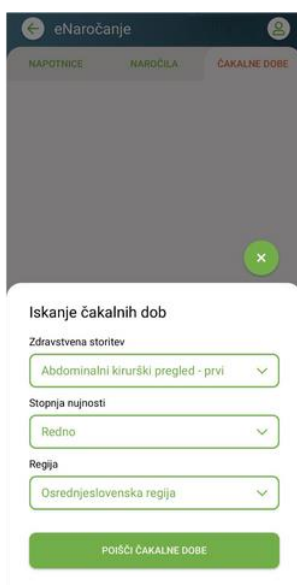 eNaročanje
NAPOTNICE NAROČILA ČAKALNE DOBE
Iskanje čakalnih dob
Zdravstvena storitev
Abdominalni kirurški pregled - prvi
Stopnja nujnosti
Redno
Regija
Osrednjeslovenska regija
POIŠČI ČAKALNE DOBE